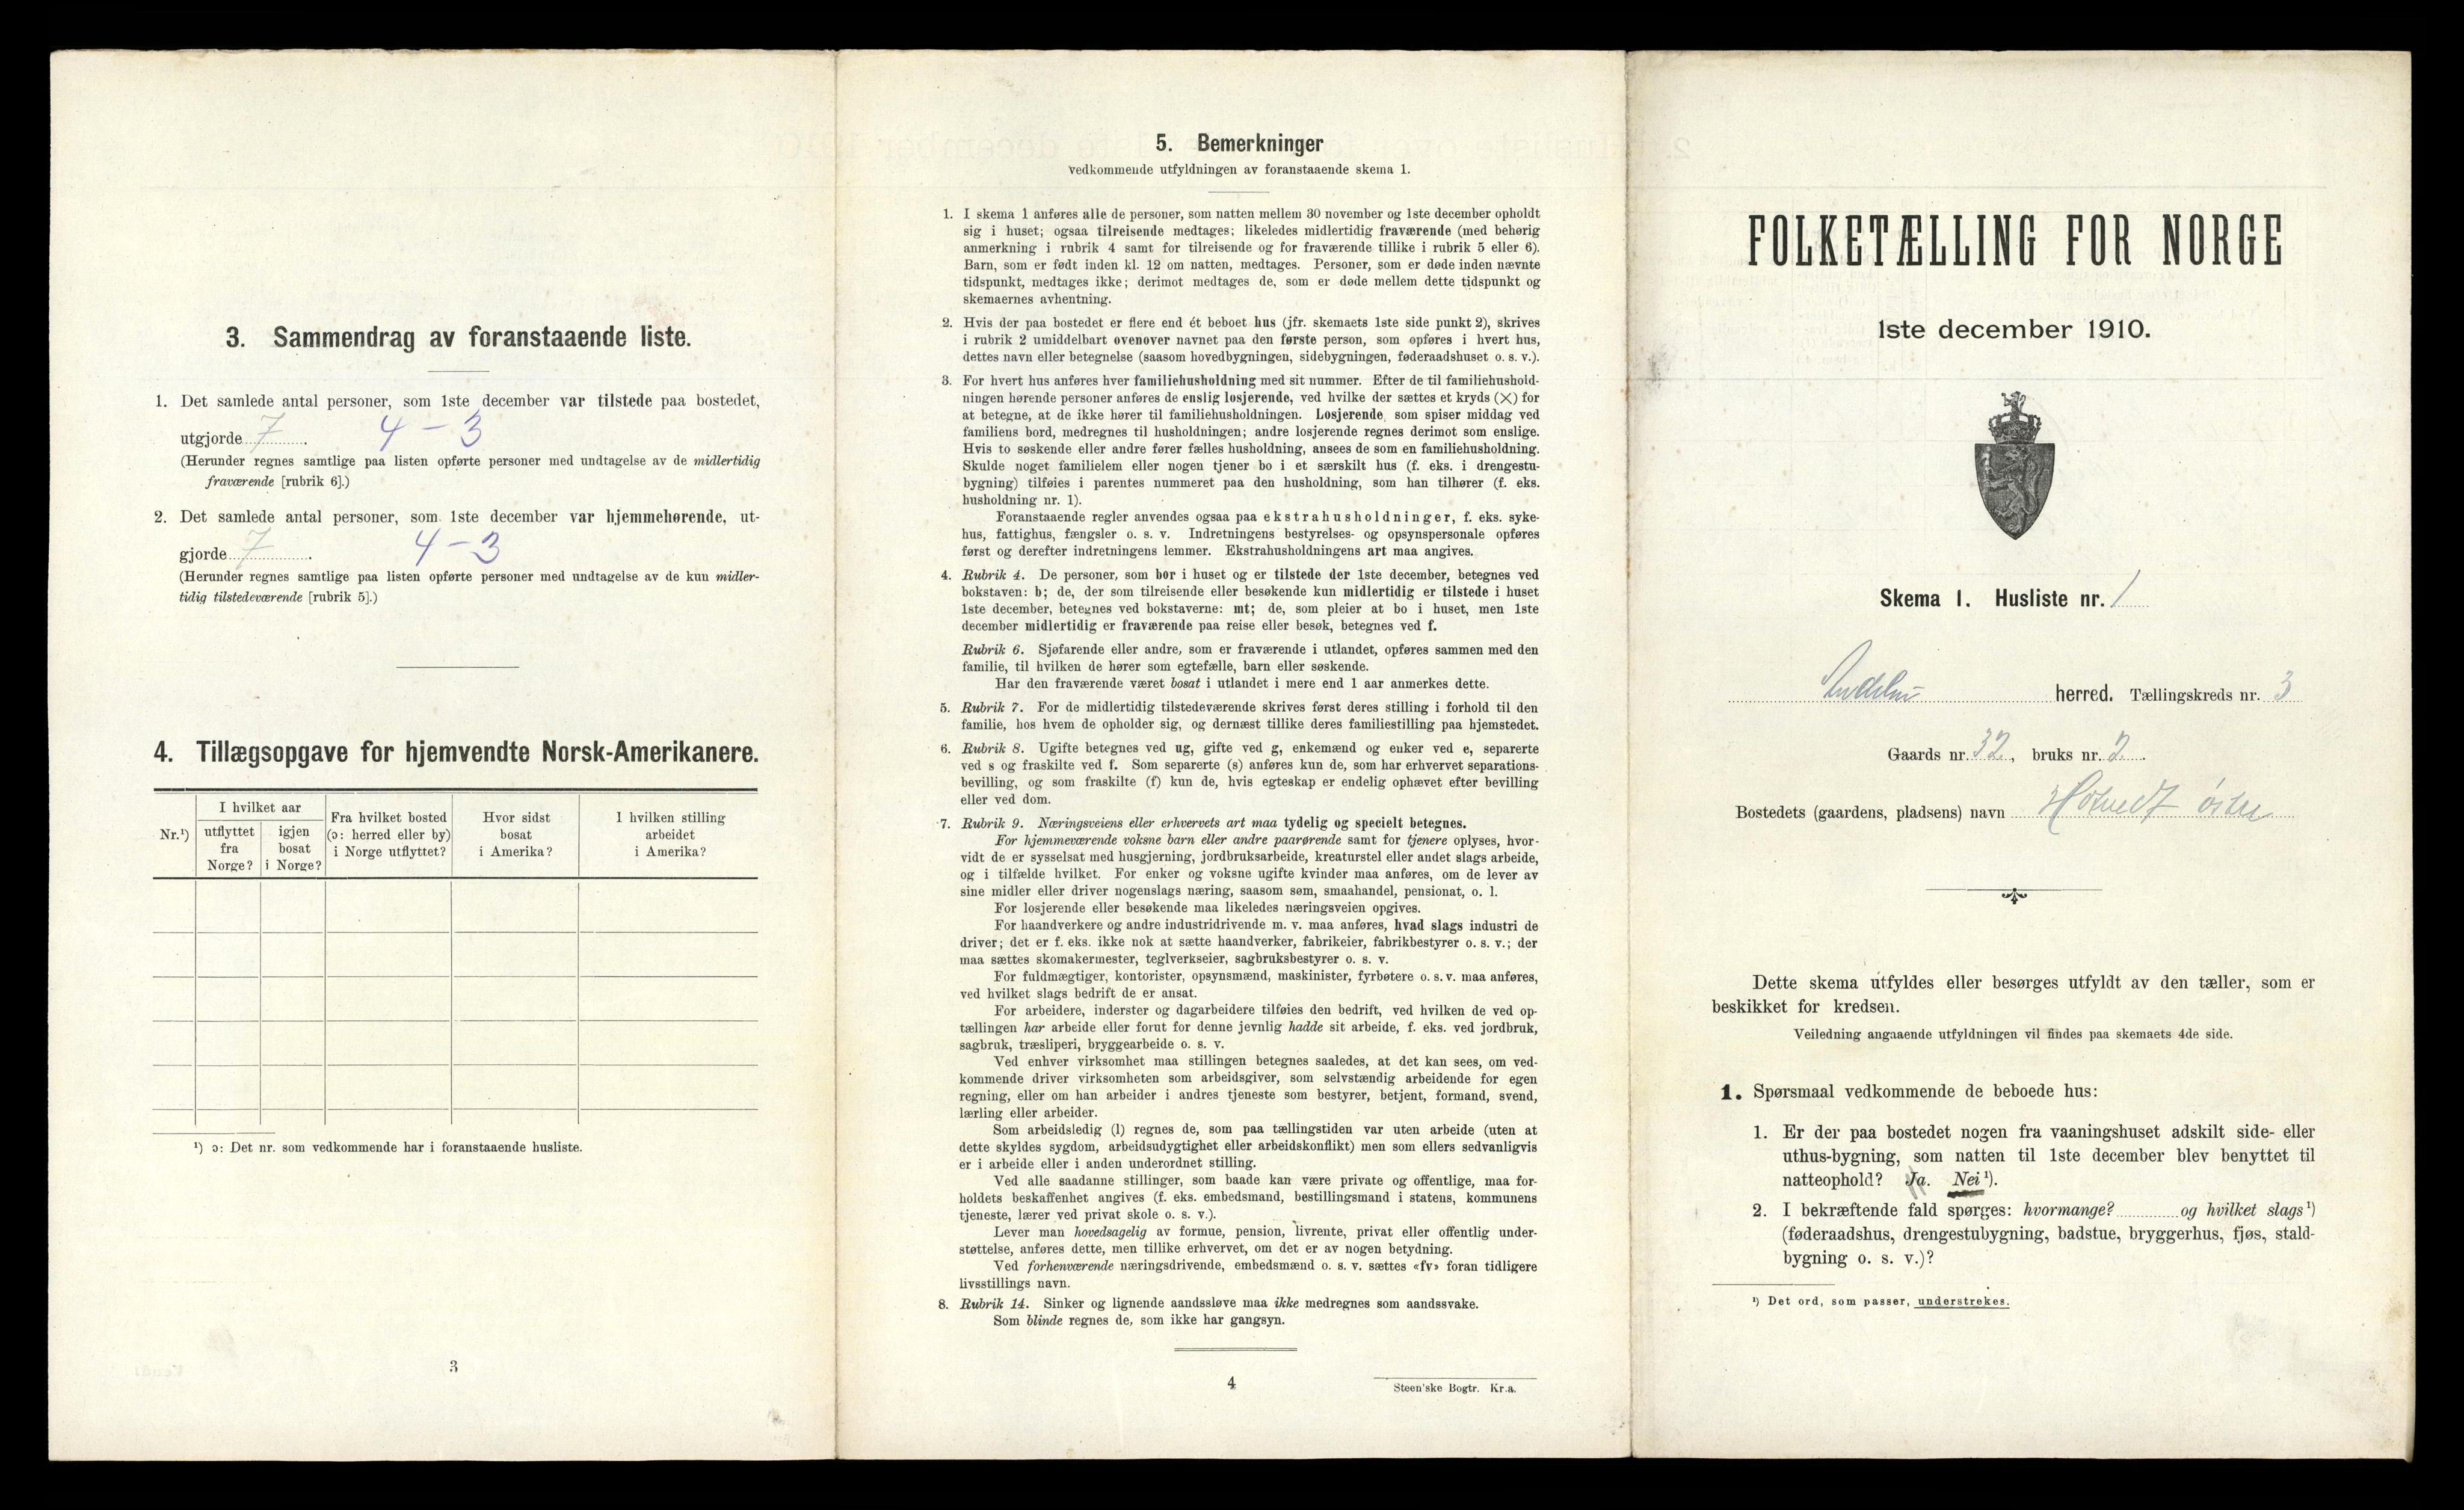 3. Sammendrag av foranstaaende liste.
1. Det samlede antal personer, som 1ste december var tilstede paa bostedet,
utgjorde 7. 4 – 3
(Herunder regnes samtlige paa listen opførte personer med undtagelse av de midlertidig
fraværende [rubrik 6].)
2. Det samlede antal personer, som 1ste december var hjemmehørende, ut-
gjorde 7. 4 – 3
(Herunder regnes samtlige paa listen opførte personer med undtagelse av de kun midler-
tidig tilstedeværende [rubrik 5].)
4. Tillægsopgave for hjemvendte Norsk-Amerikanere.
Nr.¹)
I hvilket aar
utflyttet fra Norge?
igjen bosat i Norge?
Fra hvilket bosted (ɔ: herred eller by) i Norge utflyttet?
Hvor sidst bosat i Amerika?
I hvilken stilling arbeidet i Amerika?
¹) ɔ: Det nr. som vedkommende har i foranstaaende husliste.
3
5. Bemerkninger
vedkommende utfyldningen av foranstaaende skema 1.
1. I skema 1 anføres alle de personer, som natten mellem 30 november og 1ste december opholdt
sig i huset; ogsaa tilreisende medtages; likeledes midlertidig fraværende (med behørig
anmerkning i rubrik 4 samt for tilreisende og for fraværende tillike i rubrik 5 eller 6).
Barn, som er født inden kl. 12 om natten, medtages. Personer, som er døde inden nævnte
tidspunkt, medtages ikke; derimot medtages de, som er døde mellem dette tidspunkt og
skemaernes avhentning.
2. Hvis der paa bostedet er flere end ét beboet hus (jfr. skemaets 1ste side punkt 2), skrives
i rubrik 2 umiddelbart ovenover navnet paa den første person, som opføres i hvert hus,
dettes navn eller betegnelse (saasom hovedbygningen, sidebygningen, føderaadshuset o. s. v.).
3. For hvert hus anføres hver familiehusholdning med sit nummer. Efter de til familiehushold-
ningen hørende personer anføres de enslig losjerende, ved hvilke der sættes et kryds (×) for
at betegne, at de ikke hører til familiehusholdningen. Losjerende som spiser middag ved
familiens bord, medregnes til husholdningen; andre losjerende regnes derimot som enslige.
Hvis to søskende eller andre fører fælles husholdning, ansees de som en familiehusholdning.
Skulde noget familielem eller nogen tjener bo i et særskilt hus (f. eks. i drengestu-
bygning) tilføies i parentes nummeret paa den husholdning, som han tilhører (f. eks.
husholdning nr. 1).
Foranstaaende regler anvendes ogsaa paa ekstrahusholdninger, f. eks. syke-
hus, fattighus, fængsler o. s. v. Indretningens bestyrelses- og opsynspersonale opføres
først og derefter indretningens lemmer. Ekstrahusholdningens art maa angives.
4. Rubrik 4. De personer, som bor i huset og er tilstede der 1ste december, betegnes ved
bokstaven: b; de, der som tilreisende eller besøkende kun midlertidig er tilstede i huset
1ste december, betegnes ved bokstaverne: mt; de, som pleier at bo i huset, men 1ste
december midlertidig er fraværende paa reise eller besøk, betegnes ved f.
Rubrik 6. Sjøfarende eller andre, som er fraværende i utlandet, opføres sammen med den
familie, til hvilken de hører som egtefælle, barn eller søskende.
Har den fraværende været bosat i utlandet i mere end 1 aar anmerkes dette.
5. Rubrik 7. For de midlertidig tilstedeværende skrives først deres stilling i forhold til den
familie, hos hvem de opholder sig, og dernæst tillike deres familiestilling paa hjemstedet.
6. Rubrik 8. Ugifte betegnes ved ug, gifte ved g, enkemænd og enker ved e, separerte
ved s og fraskilte ved f. Som separerte (s) anføres kun de, som har erhvervet separations-
bevilling, og som fraskilte (f) kun de, hvis egteskap er endelig ophævet efter bevilling
eller ved dom.
7. Rubrik 9. Næringsveiens eller erhvervets art maa tydelig og specielt betegnes.
For hjemmeværende voksne barn eller andre paarørende samt for tjenere oplyses, hvor-
vidt de er sysselsat med husgjerning, jordbruksarbeide, kreaturstel eller andet slags arbeide,
og i tilfælde hvilket. For enker og voksne ugifte kvinder maa anføres, om de lever av
sine midler eller driver nogenslags næring, saasom søm, smaahandel, pensionat, o. l.
For losjerende eller besøkende maa likeledes næringsveien opgives.
For haandverkere og andre industridrivende m. v. maa anføres, hvad slags industri de
driver; det er f. eks. ikke nok at sætte haandverker, fabrikeier, fabrikbestyrer o. s. v.; der
maa sættes skomakermester, teglverkseier, sagbruksbestyrer o. s. v.
For fuldmægtiger, kontorister, opsynsmænd, maskinister, fyrbøtere o. s. v. maa anføres,
ved hvilket slags bedrift de er ansat.
For arbeidere, inderster og dagarbeidere tilføies den bedrift, ved hvilken de ved op-
tællingen har arbeide eller forut for denne jevnlig hadde sit arbeide, f. eks. ved jordbruk,
sagbruk, træsliperi, bryggearbeide o. s. v.
Ved enhver virksomhet maa stillingen betegnes saaledes, at det kan sees, om ved-
kommende driver virksomheten som arbeidsgiver, som selvstændig arbeidende for egen
regning, eller om han arbeider i andres tjeneste som bestyrer, betjent, formand, svend,
lærling eller arbeider.
Som arbeidsledig (l) regnes de, som paa tællingstiden var uten arbeide (uten at
dette skyldes sygdom, arbeidsudygtighet eller arbeidskonflikt) men som ellers sedvanligvis
er i arbeide eller i anden underordnet stilling.
Ved alle saadanne stillinger, som baade kan være private og offentlige, maa for-
holdets beskaffenhet angives (f. eks. embedsmand, bestillingsmand i statens, kommunens
tjeneste, lærer ved privat skole o. s. v.).
Lever man hovedsagelig av formue, pension, livrente, privat eller offentlig under-
støttelse, anføres dette, men tillike erhvervet, om det er av nogen betydning.
Ved forhenværende næringsdrivende, embedsmænd o. s. v. sættes «fv» foran tidligere
livsstillings navn.
8. Rubrik 14. Sinker og lignende aandssløve maa ikke medregnes som aandssvake.
Som blinde regnes de, som ikke har gangsyn.
4
Steen'ske Bogtr. Kr.a.
FOLKETÆLLING FOR NORGE
1ste december 1910.
Skema 1. Husliste nr. 1
herred. Tællingskreds nr. 3
Gaards nr. 32, bruks nr. 2.
Bostedets (gaardens, pladsens) navn Hotvedt östre
Dette skema utfyldes eller besørges utfyldt av den tæller, som er
beskikket for kredsen.
Veiledning angaaende utfyldningen vil findes paa skemaets 4de side.
1. Spørsmaal vedkommende de beboede hus:
1. Er der paa bostedet nogen fra vaaningshuset adskilt side- eller
uthus-bygning, som natten til 1ste december blev benyttet til
natteophold? Ja. Nei ¹).
2. I bekræftende fald spørges: hvormange? og hvilket slags ¹)
(føderaadshus, drengestubygning, badstue, bryggerhus, fjøs, stald-
bygning o. s. v.)?
¹) Det ord, som passer, understrekes.